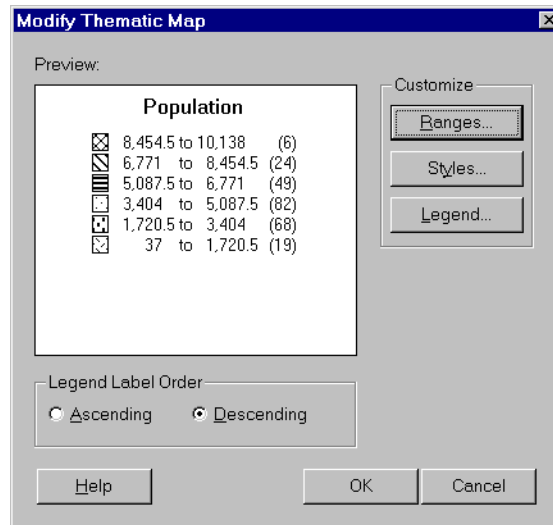 Modify Thematic Map
Preview:
Population
8,454.5 to 10,138 (6)
6,771 to 8,454.5 (24)
5,087.5 to 6,771 (49)
3,404 to 5,087.5 (82)
1,720.5 to 3,404 (68)
37 to 1,720.5 (19)
Customize
Ranges...
Styles...
Legend...
Legend Label Order
Ascending
Descending
Help
OK
Cancel